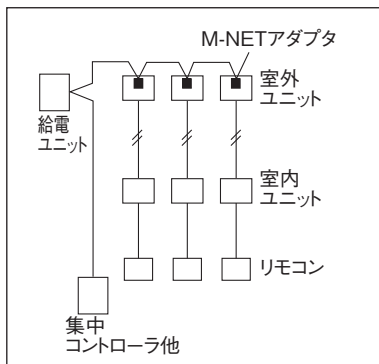 M-NETアダプタ
室外
ユニット
給電
ユニット
室内
ユニット
リモコン
集中
コントローラ他